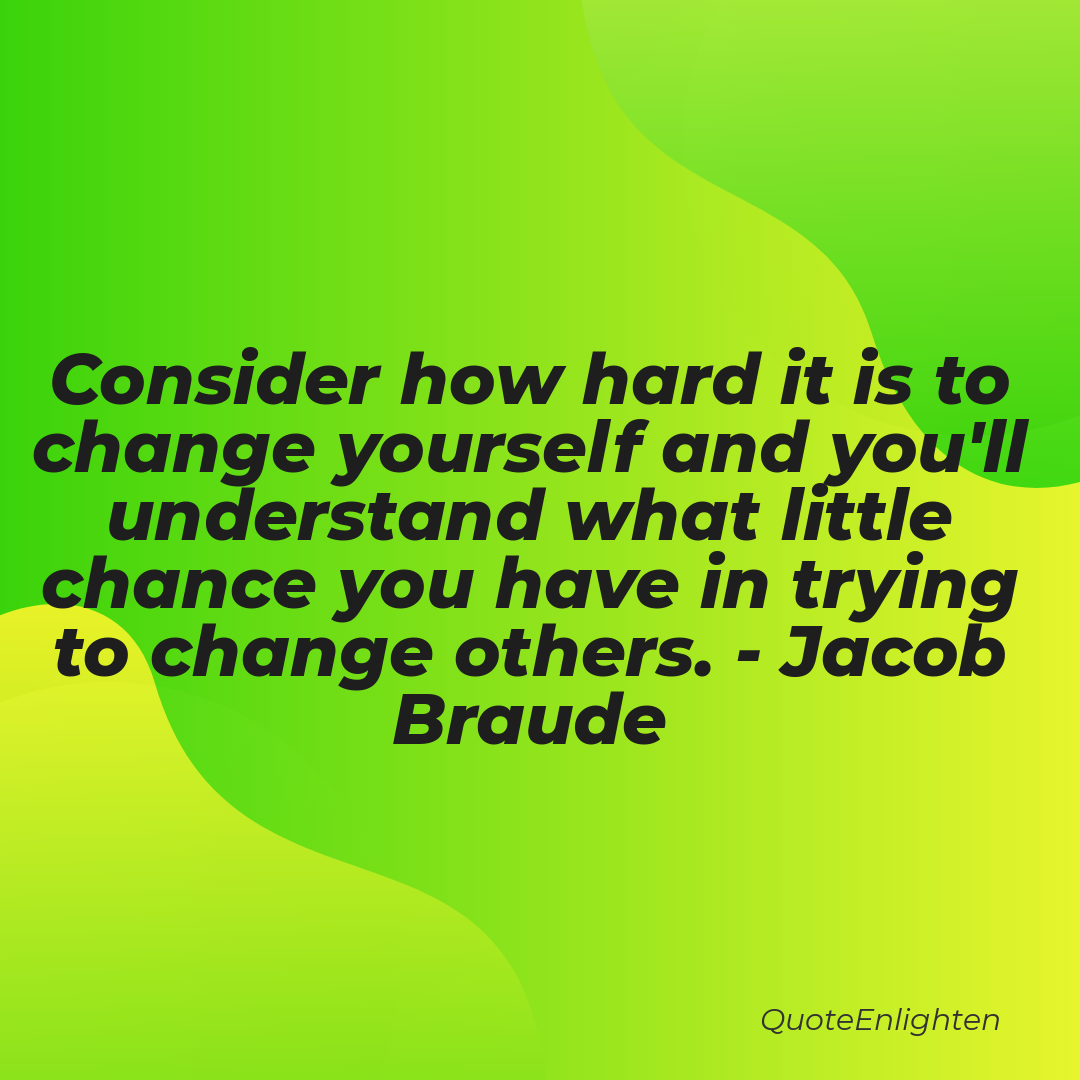 Consider how hard it is to
change yourself and you'll
understand what little
chance you have in trying
to change others. - Jacob
Braude
QuoteEnlighten